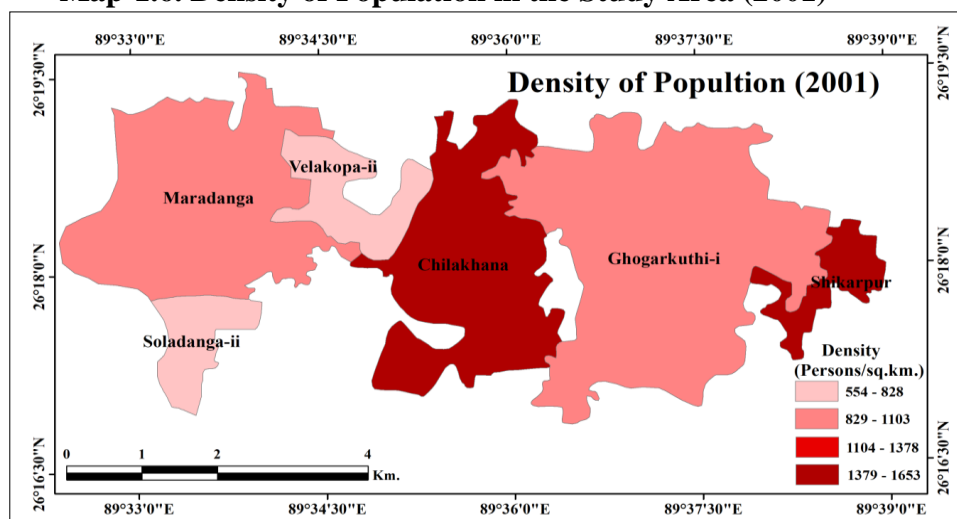 89°33'0"E 89°34'30"E 89°36'0"E 89°37'30"E 89°39'0"E
26°19'30"N
26°19'30"N
Density of Popultion (2001)
Velakopa-ii
Maradanga
Chilakhana
Ghogarkuthi-i
Shikarpur
26°18'0"N
26°18'0"N
Soladanga-ii
Density
(Persons/sq.km.)
554 - 828
829 - 1103
1104 - 1378
1379 - 1653
0 1 2 4
Km.
26°16'30"N
26°16'30"N
89°33'0"E 89°34'30"E 89°36'0"E 89°37'30"E 89°39'0"E